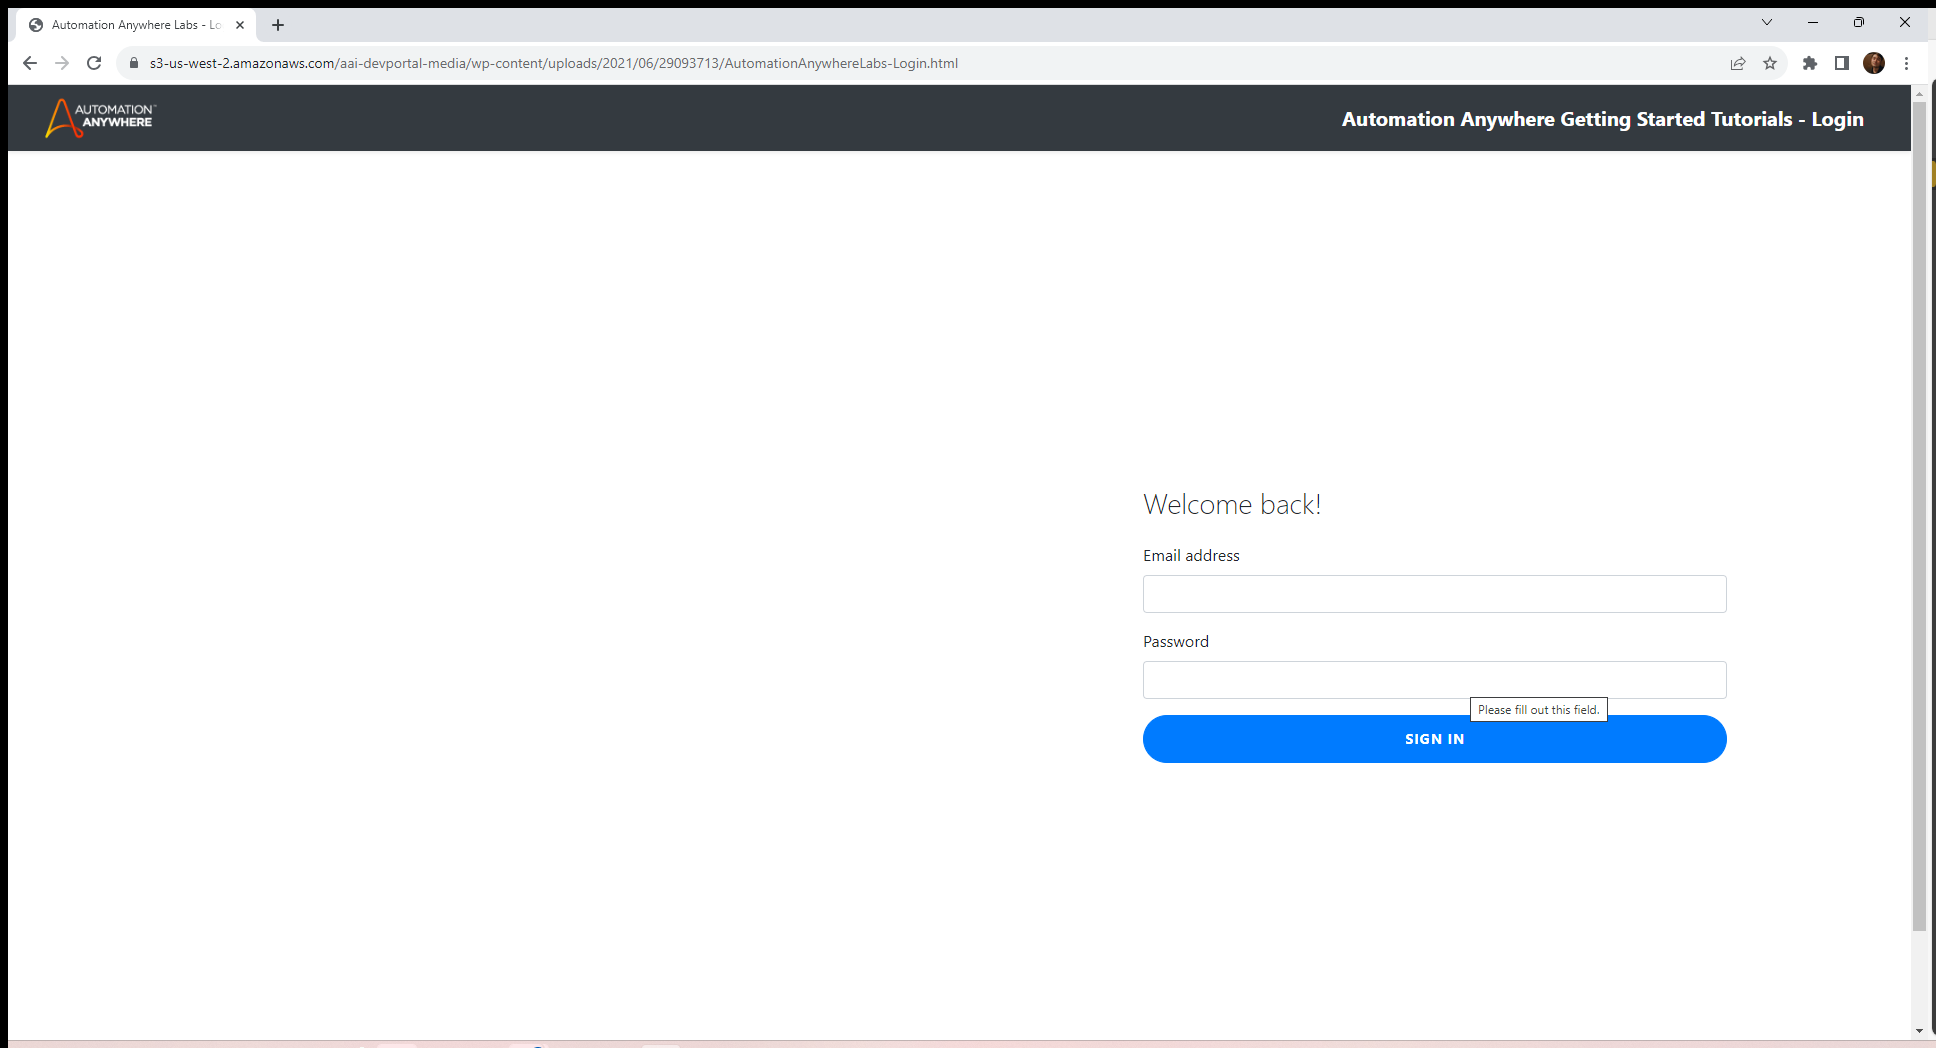 Automation Anywhere Labs - Lo
s3-us-west-2.amazonaws.com/aai-devportal-media/wp-content/uploads/2021/06/29093713/AutomationAnywhereLabs-Login.html
AUTOMATION™
ANYWHERE
Automation Anywhere Getting Started Tutorials - Login
Welcome back!
Email address
Password
Please fill out this field.
SIGN IN